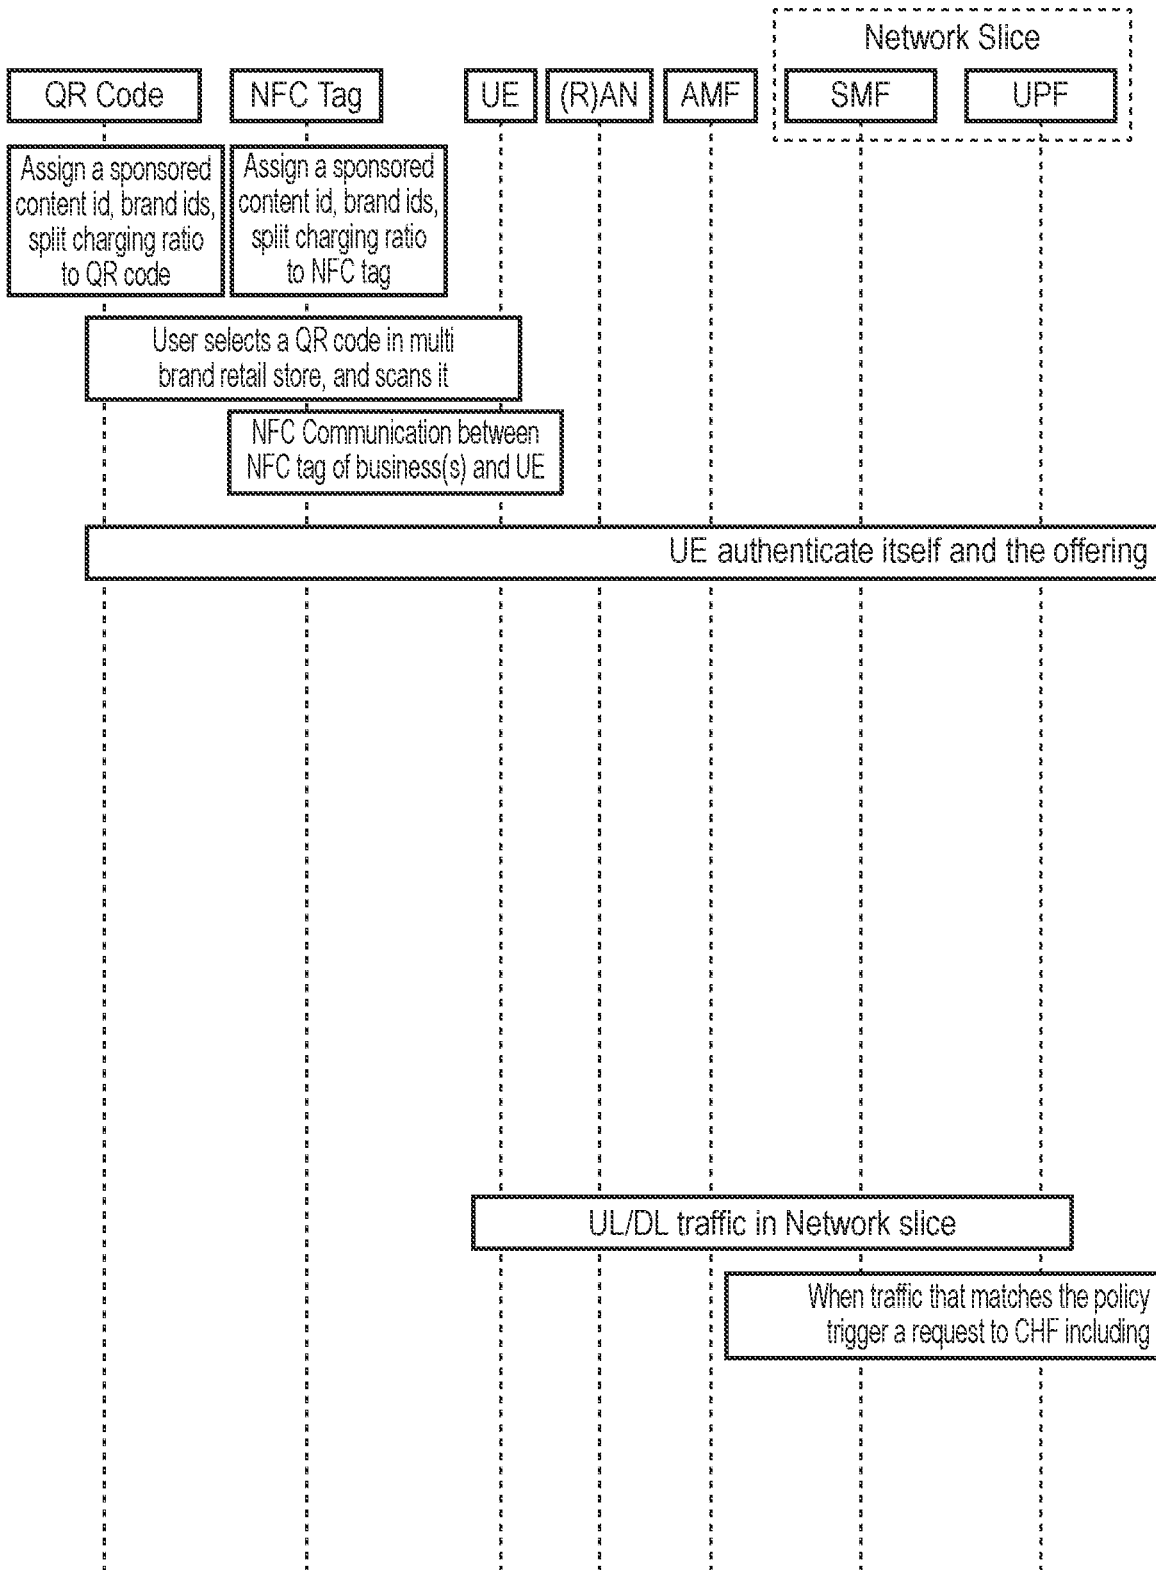 Network Slice
QR Code
NFC Tag
UE
(R)AN
AMF
SMF
UPF
Assign a sponsored
content id, brand ids,
split charging ratio
to QR code
Assign a sponsored
content id, brand ids,
split charging ratio
to NFC tag
User selects a QR code in multi
brand retail store, and scans it
NFC Communication between
NFC tag of business(s) and UE
UE authenticate itself and the offering
UL/DL traffic in Network slice
When traffic that matches the policy
trigger a request to CHF including